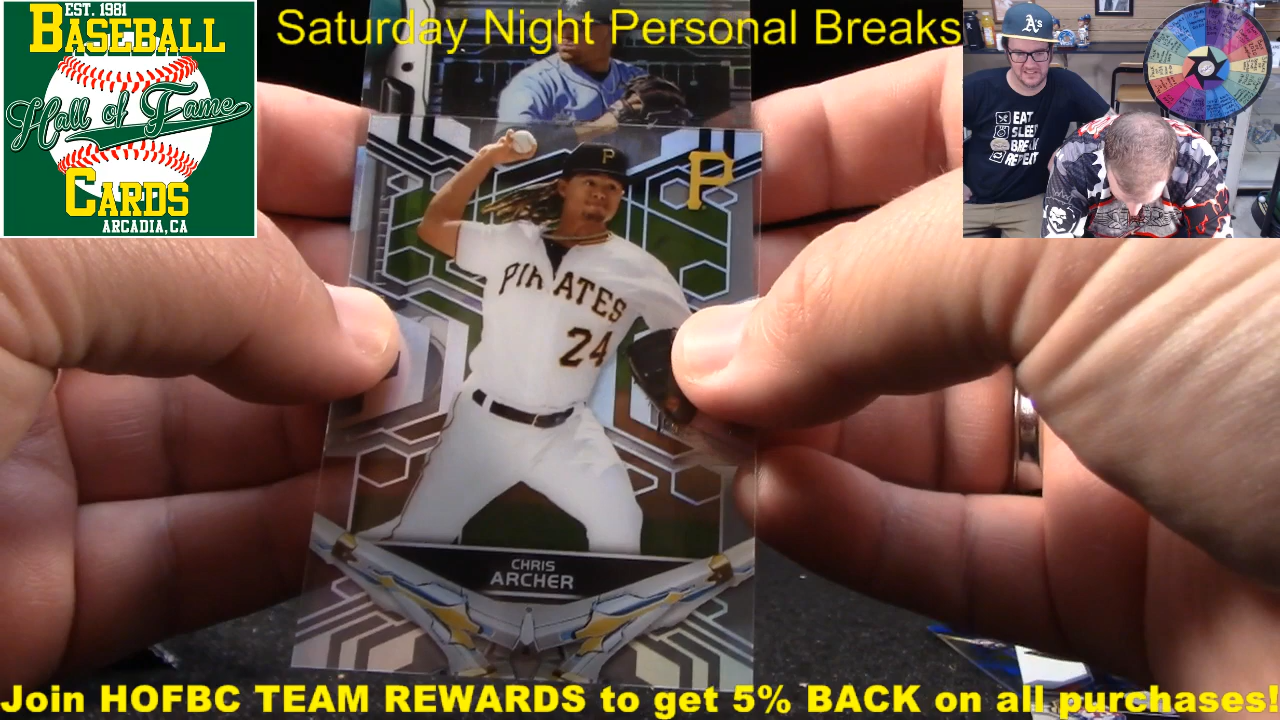 EST. 1981
BASEBALL
Hall of Fame
CARDS
ARCADIA, CA
Saturday Night Personal Breaks
A's
EAT
SLEEP
BREAK
REPEAT
P
P
PIRATES
24
CHRIS
ARCHER
Join HOFBC TEAM REWARDS to get 5% BACK on all purchases!